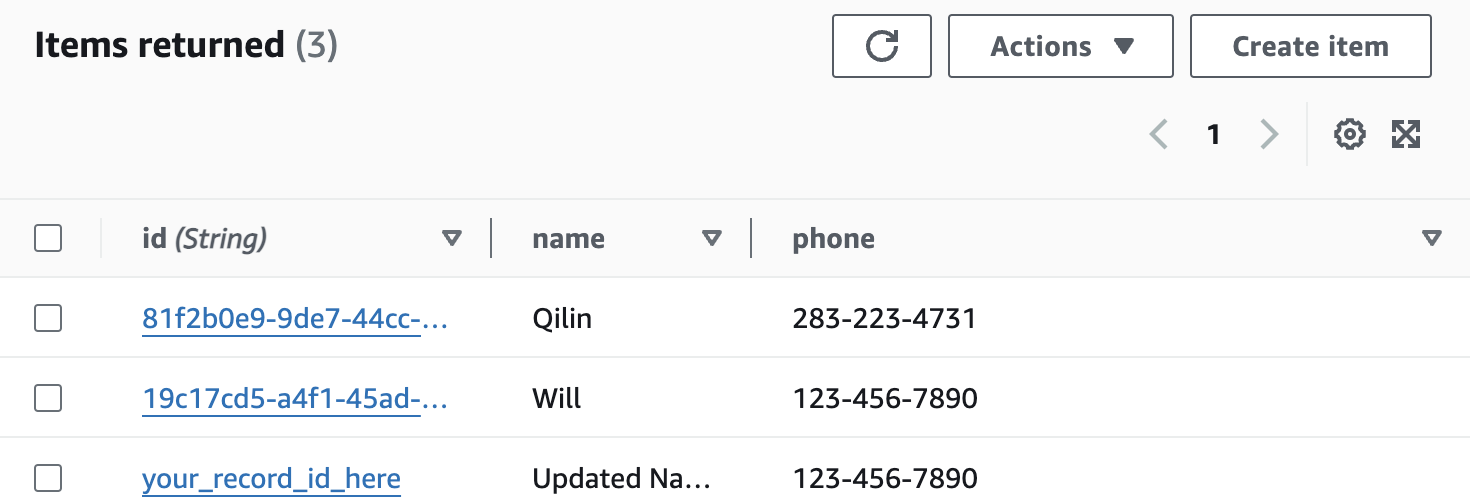 Items returned (3)
Actions
Create item
1
id (String) name phone
81f2b0e9-9de7-44cc-... Qilin 283-223-4731
19c17cd5-a4f1-45ad-... Will 123-456-7890
your_record_id_here Updated Na... 123-456-7890